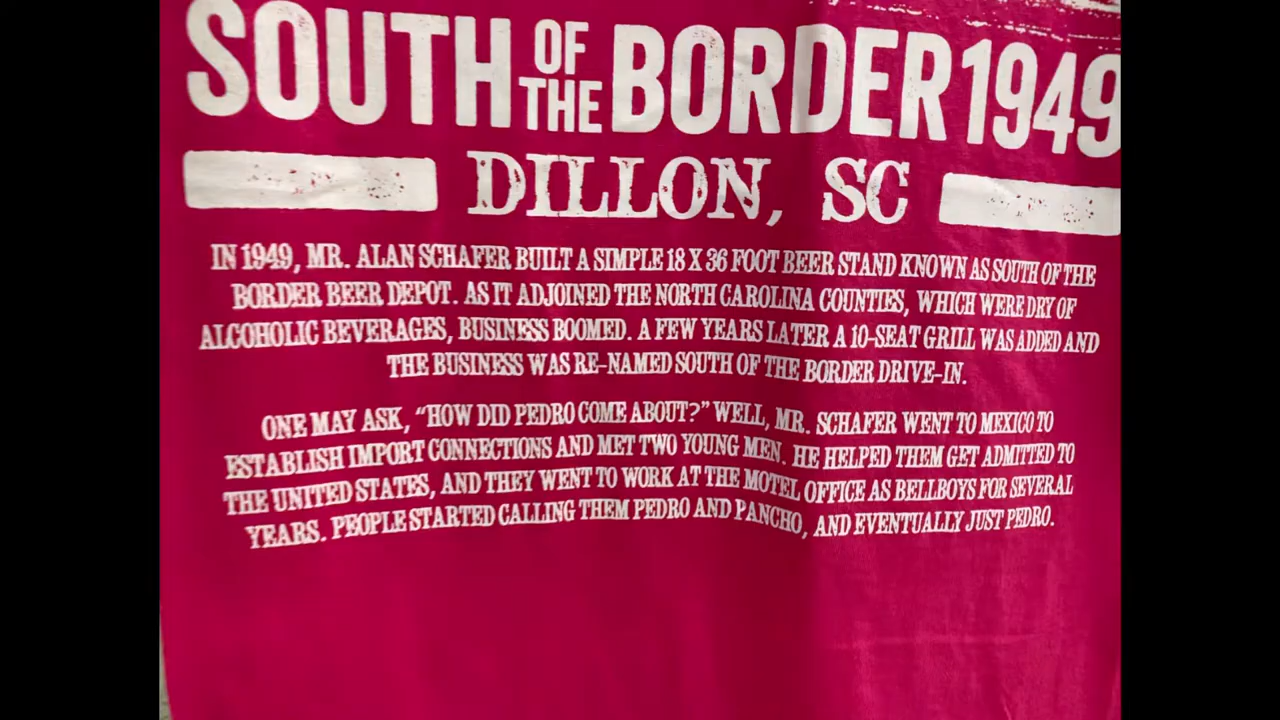 SOUTH OF THE BORDER 1949
DILLON, SC
IN 1949, MR. ALAN SCHAFER BUILT A SIMPLE 18 X 36 FOOT BEER STAND KNOWN AS SOUTH OF THE
BORDER BEER DEPOT. AS IT ADJOINED THE NORTH CAROLINA COUNTIES, WHICH WERE DRY OF
ALCOHOLIC BEVERAGES, BUSINESS BOOMED. A FEW YEARS LATER A 10-SEAT GRILL WAS ADDED AND
THE BUSINESS WAS RE-NAMED SOUTH OF THE BORDER DRIVE-IN.
ONE MAY ASK, "HOW DID PEDRO COME ABOUT?" WELL, MR. SCHAFER WENT TO MEXICO TO
ESTABLISH IMPORT CONNECTIONS AND MET TWO YOUNG MEN. HE HELPED THEM GET ADMITTED TO
THE UNITED STATES, AND THEY WENT TO WORK AT THE MOTEL OFFICE AS BELLBOYS FOR SEVERAL
YEARS. PEOPLE STARTED CALLING THEM PEDRO AND PANCHO, AND EVENTUALLY JUST PEDRO.